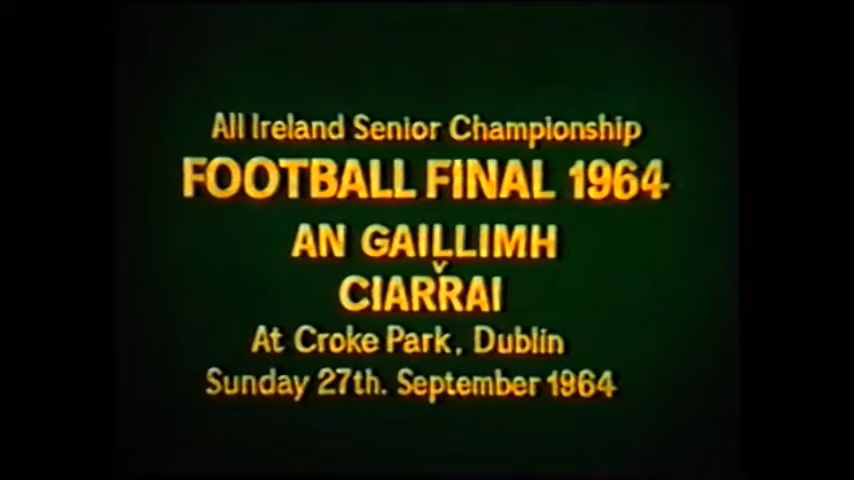 All Ireland Senior Championship
FOOTBALL FINAL 1964
AN GAILLIMH
v
CIARRAI
At Croke Park, Dublin
Sunday 27th. September 1964